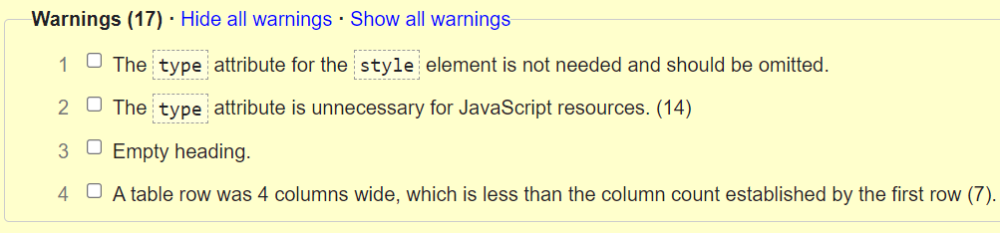 Warnings (17) · Hide all warnings · Show all warnings
1 The type attribute for the style element is not needed and should be omitted.
2 The type attribute is unnecessary for JavaScript resources. (14)
3 Empty heading.
4 A table row was 4 columns wide, which is less than the column count established by the first row (7).